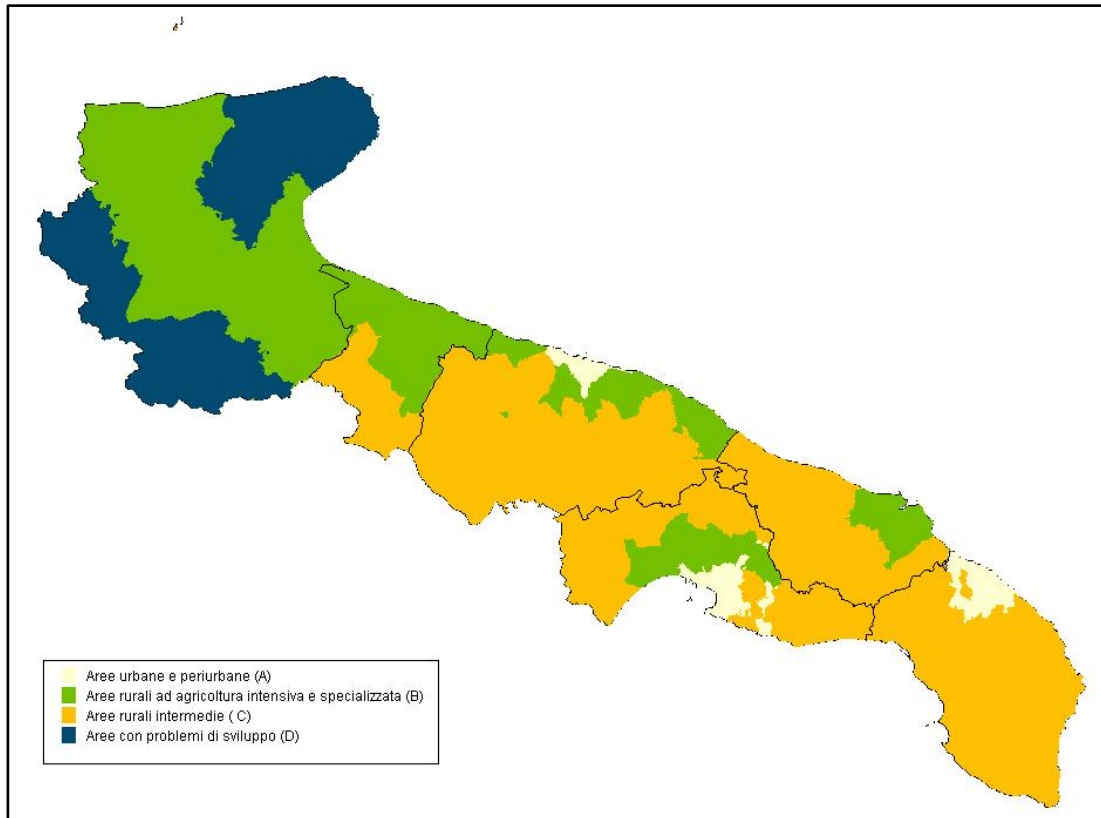 Aree urbane e periurbane (A)
Aree rurali ad agricoltura intensiva e specializzata (B)
Aree rurali intermedie ( C)
Aree con problemi di sviluppo (D)